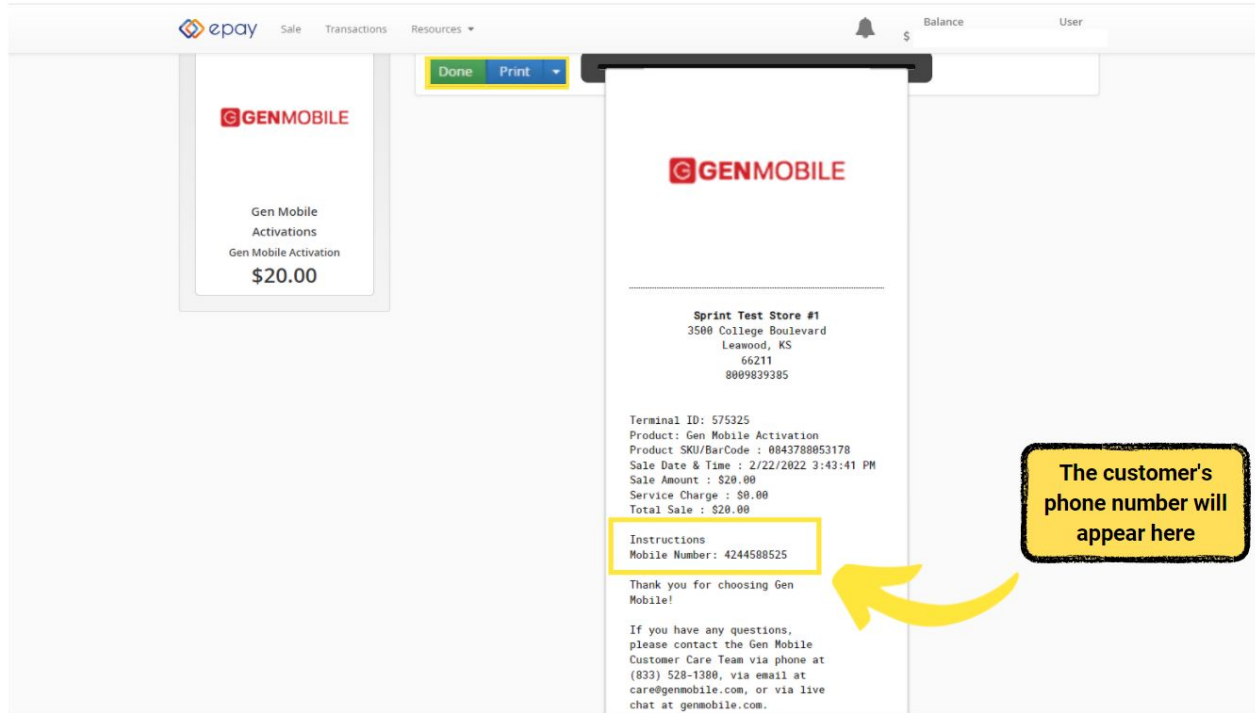 epay Sale Transactions Resources Balance User
$
Done Print
GENMOBILE
Gen Mobile
Activations
Gen Mobile Activation
$20.00
GENMOBILE
Sprint Test Store #1
3500 College Boulevard
Leawood, KS
66211
8009839385
Terminal ID: 575325
Product: Gen Mobile Activation
Product SKU/BarCode : 0843788053178
Sale Date & Time : 2/22/2022 3:43:41 PM
Sale Amount : $20.00
Service Charge : $0.00
Total Sale : $20.00
Instructions
Mobile Number: 4244588525
Thank you for choosing Gen
Mobile!
If you have any questions,
please contact the Gen Mobile
Customer Care Team via phone at
(833) 528-1380, via email at
care@genmobile.com, or via live
chat at genmobile.com.
The customer's
phone number will
appear here